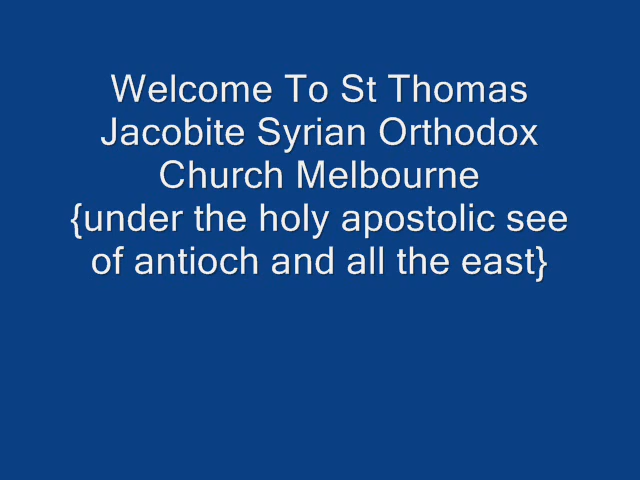 Welcome To St Thomas
Jacobite Syrian Orthodox
Church Melbourne
{under the holy apostolic see
of antioch and all the east}